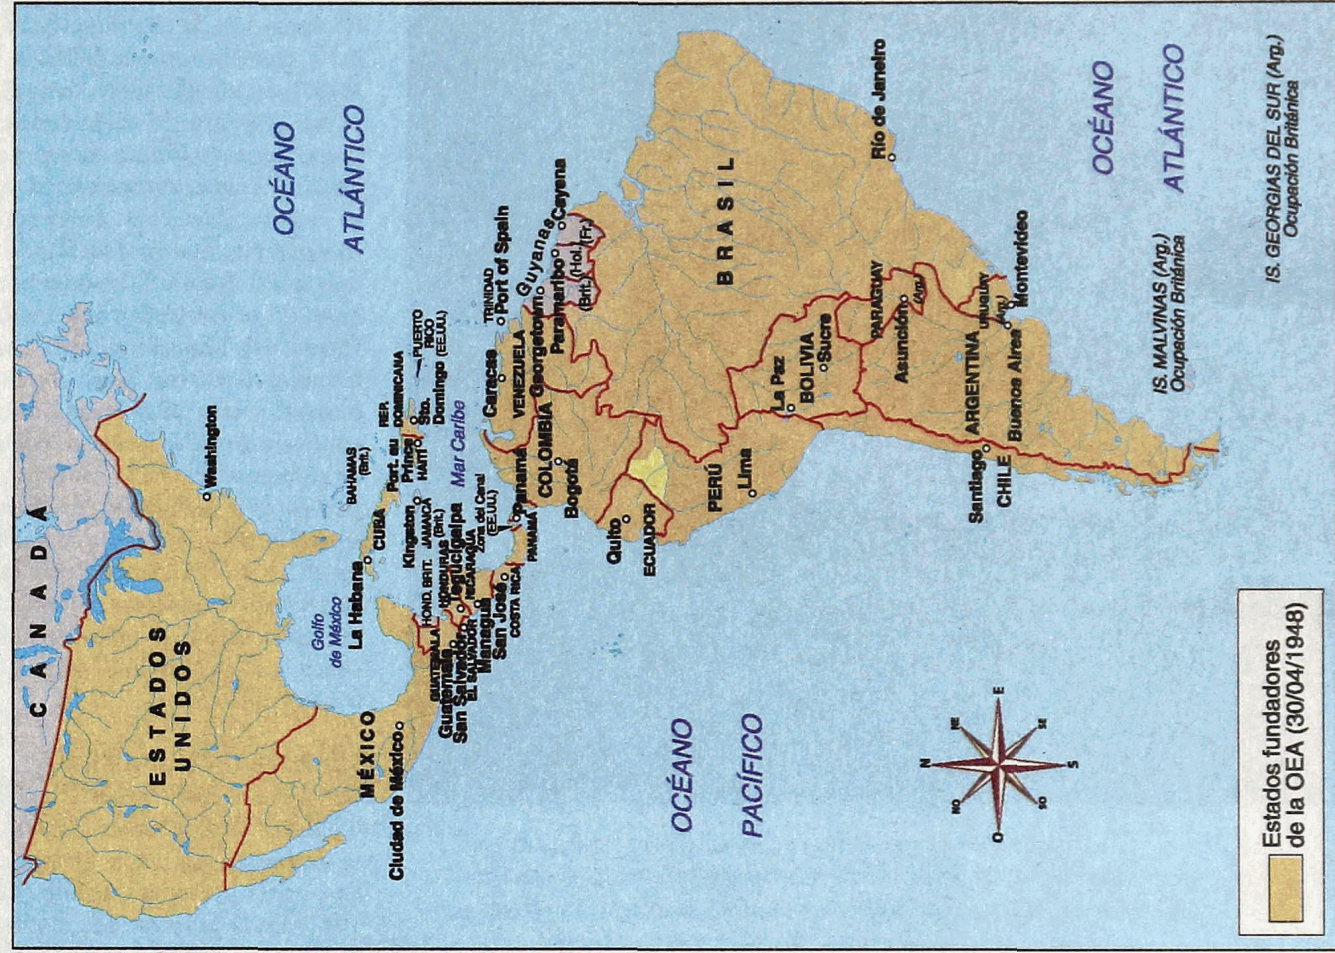 CANADÁ
ESTADOS
UNIDOS
Washington
OCÉANO
ATLÁNTICO
Golfo
de México
MÉXICO
Ciudad de México
La Habana
CUBA
BAHAMAS
(Brit.)
Port. au
Prince
HAITÍ
REP.
DOMINICANA
Sto.
Domingo
PUERTO
RICO
(EE.UU.)
Kingston
JAMAICA
(Brit.)
Mar Caribe
HOND. BRIT.
HONDURAS
Tegucigalpa
GUATEMALA
Guatemala
San Salvador
EL SALVADOR
NICARAGUA
Managua
San José
COSTA RICA
Zona del Canal
(EE.UU.)
Panamá
PANAMÁ
TRINIDAD
Port of Spain
Caracas
VENEZUELA
Guyanas
Georgetown
Paramaribo
Cayena
(Brit.)
(Hol.)
(Fr.)
COLOMBIA
Bogotá
Quito
ECUADOR
PERÚ
Lima
BRASIL
Río de Janeiro
La Paz
BOLIVIA
Sucre
PARAGUAY
Asunción
(Arg.)
ARGENTINA
URUGUAY
(Arg.)
Montevideo
Buenos Aires
Santiago
CHILE
OCÉANO
PACÍFICO
OCÉANO
ATLÁNTICO
IS. MALVINAS (Arg.)
Ocupación Británica
IS. GEORGIAS DEL SUR (Arg.)
Ocupación Británica
N
NE
E
SE
S
SO
O
NO
Estados fundadores
de la OEA (30/04/1948)